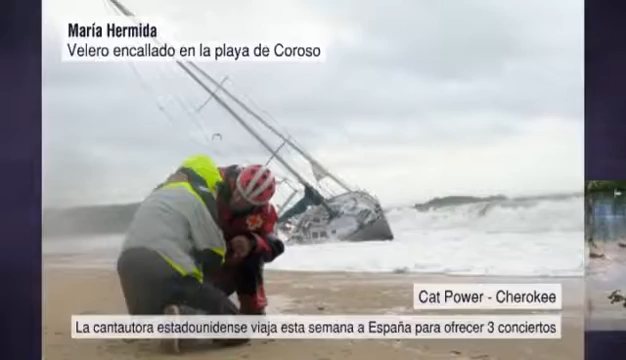 María Hermida
Velero encallado en la playa de Coroso
Cat Power - Cherokee
La cantautora estadounidense viaja esta semana a España para ofrecer 3 conciertos